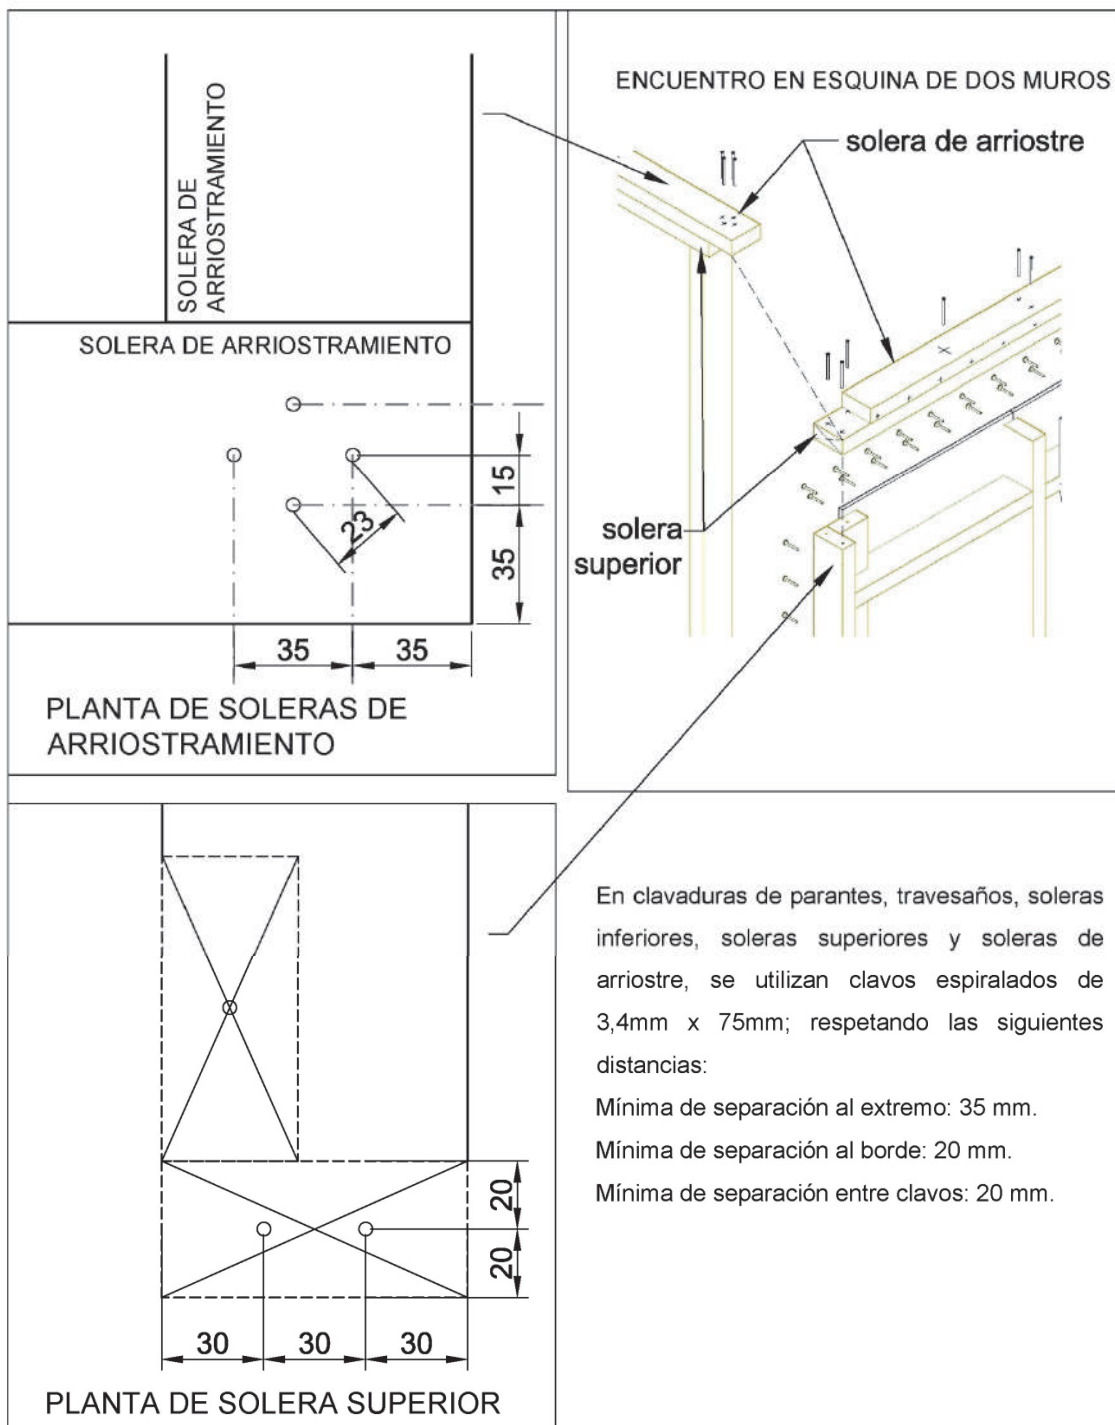 SOLERA DE
ARRIOSTRAMIENTO
SOLERA DE ARRIOSTRAMIENTO
15
23
35
35
35
PLANTA DE SOLERAS DE
ARRIOSTRAMIENTO
ENCUENTRO EN ESQUINA DE DOS MUROS
solera de arriostre
solera
superior
20
20
30
30
30
PLANTA DE SOLERA SUPERIOR
En clavaduras de parantes, travesaños, soleras
inferiores, soleras superiores y soleras de
arriostre, se utilizan clavos espiralados de
3,4mm x 75mm; respetando las siguientes
distancias:
Mínima de separación al extremo: 35 mm.
Mínima de separación al borde: 20 mm.
Mínima de separación entre clavos: 20 mm.